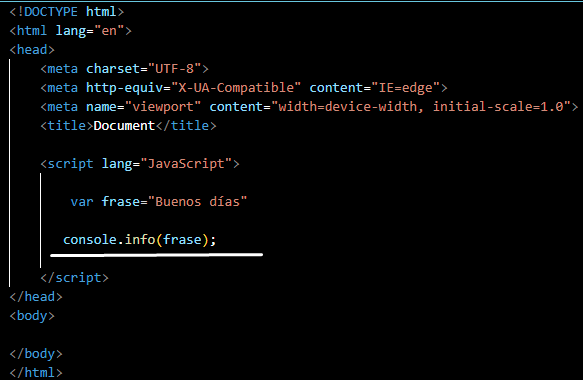 <!DOCTYPE html>
<html lang="en">
<head>
<meta charset="UTF-8">
<meta http-equiv="X-UA-Compatible" content="IE=edge">
<meta name="viewport" content="width=device-width, initial-scale=1.0">
<title>Document</title>
<script lang="JavaScript">
var frase="Buenos días"
console.info(frase);
</script>
</head>
<body>
</body>
</html>